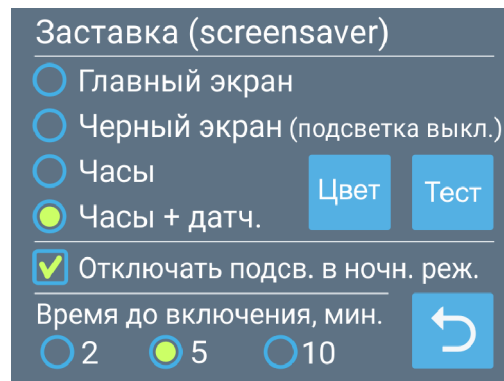 Заставка (screensaver)
Главный экран
Черный экран (подсветка выкл.)
Часы
Цвет
Тест
Часы + датч.
Отключать подсв. в ночн. реж.
Время до включения, мин.
2 5 10